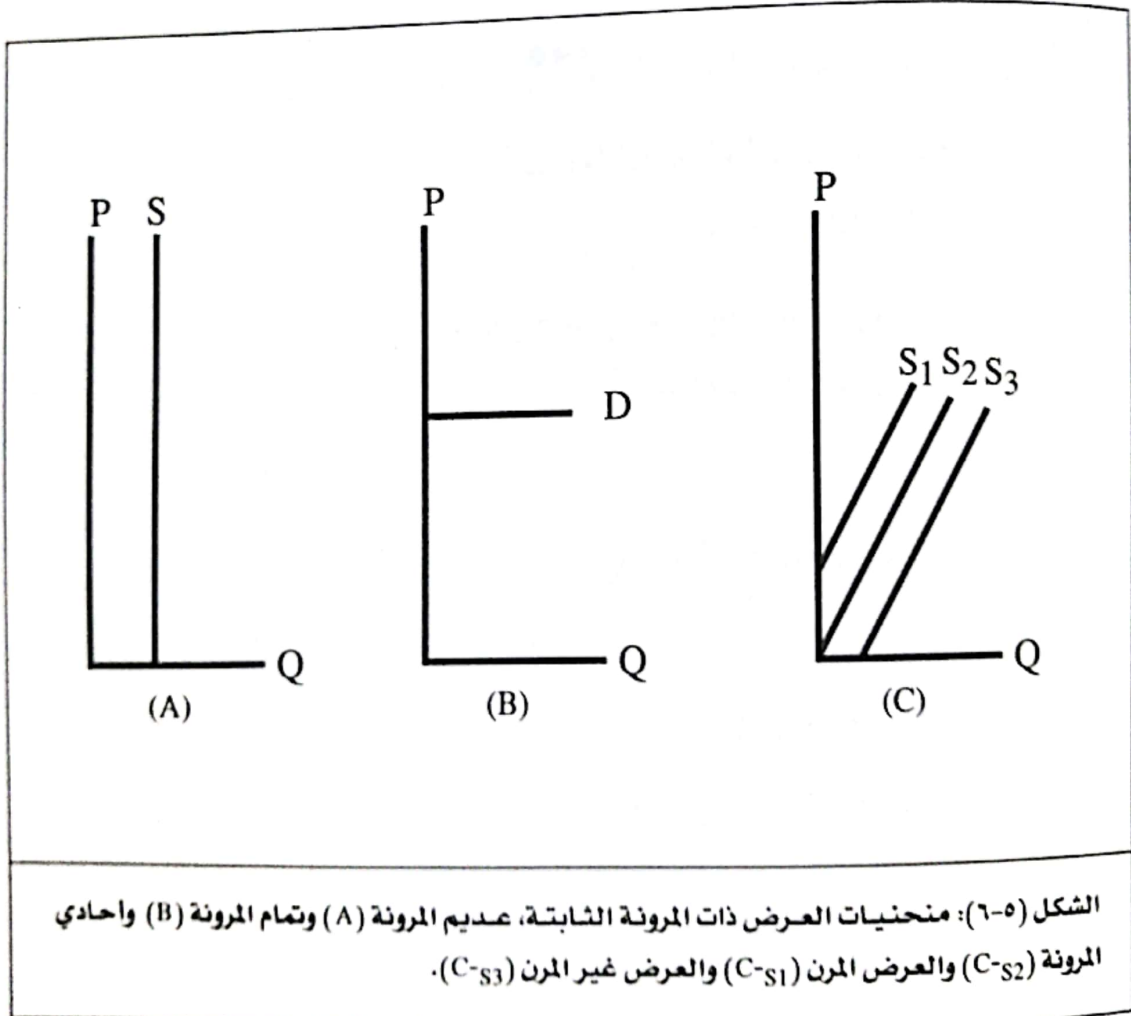 P S
P
P
S1 S2 S3
D
Q
Q
Q
(A)
(B)
(C)
الشكل (٥-٦): منحنيات العرض ذات المرونة الثابتة، عديم المرونة (A) وتمام المرونة (B) وأحادي
المرونة (C-S2) والعرض المرن (C-S1) والعرض غير المرن (C-S3).